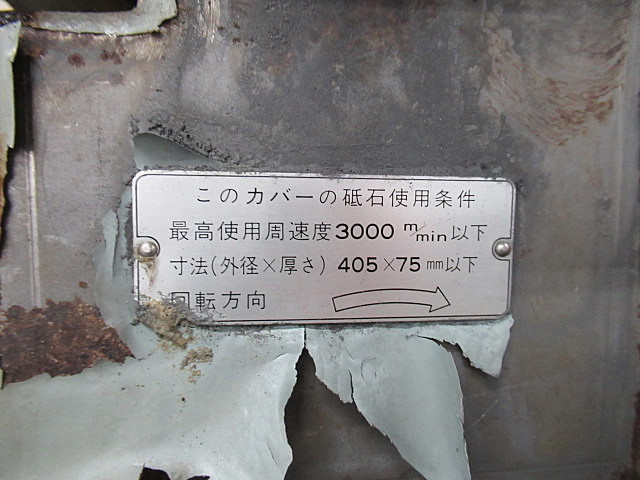 このカバーの砥石使用条件
最高使用周速度3000 m/min以下
寸法(外径×厚さ) 405×75 mm以下
回転方向